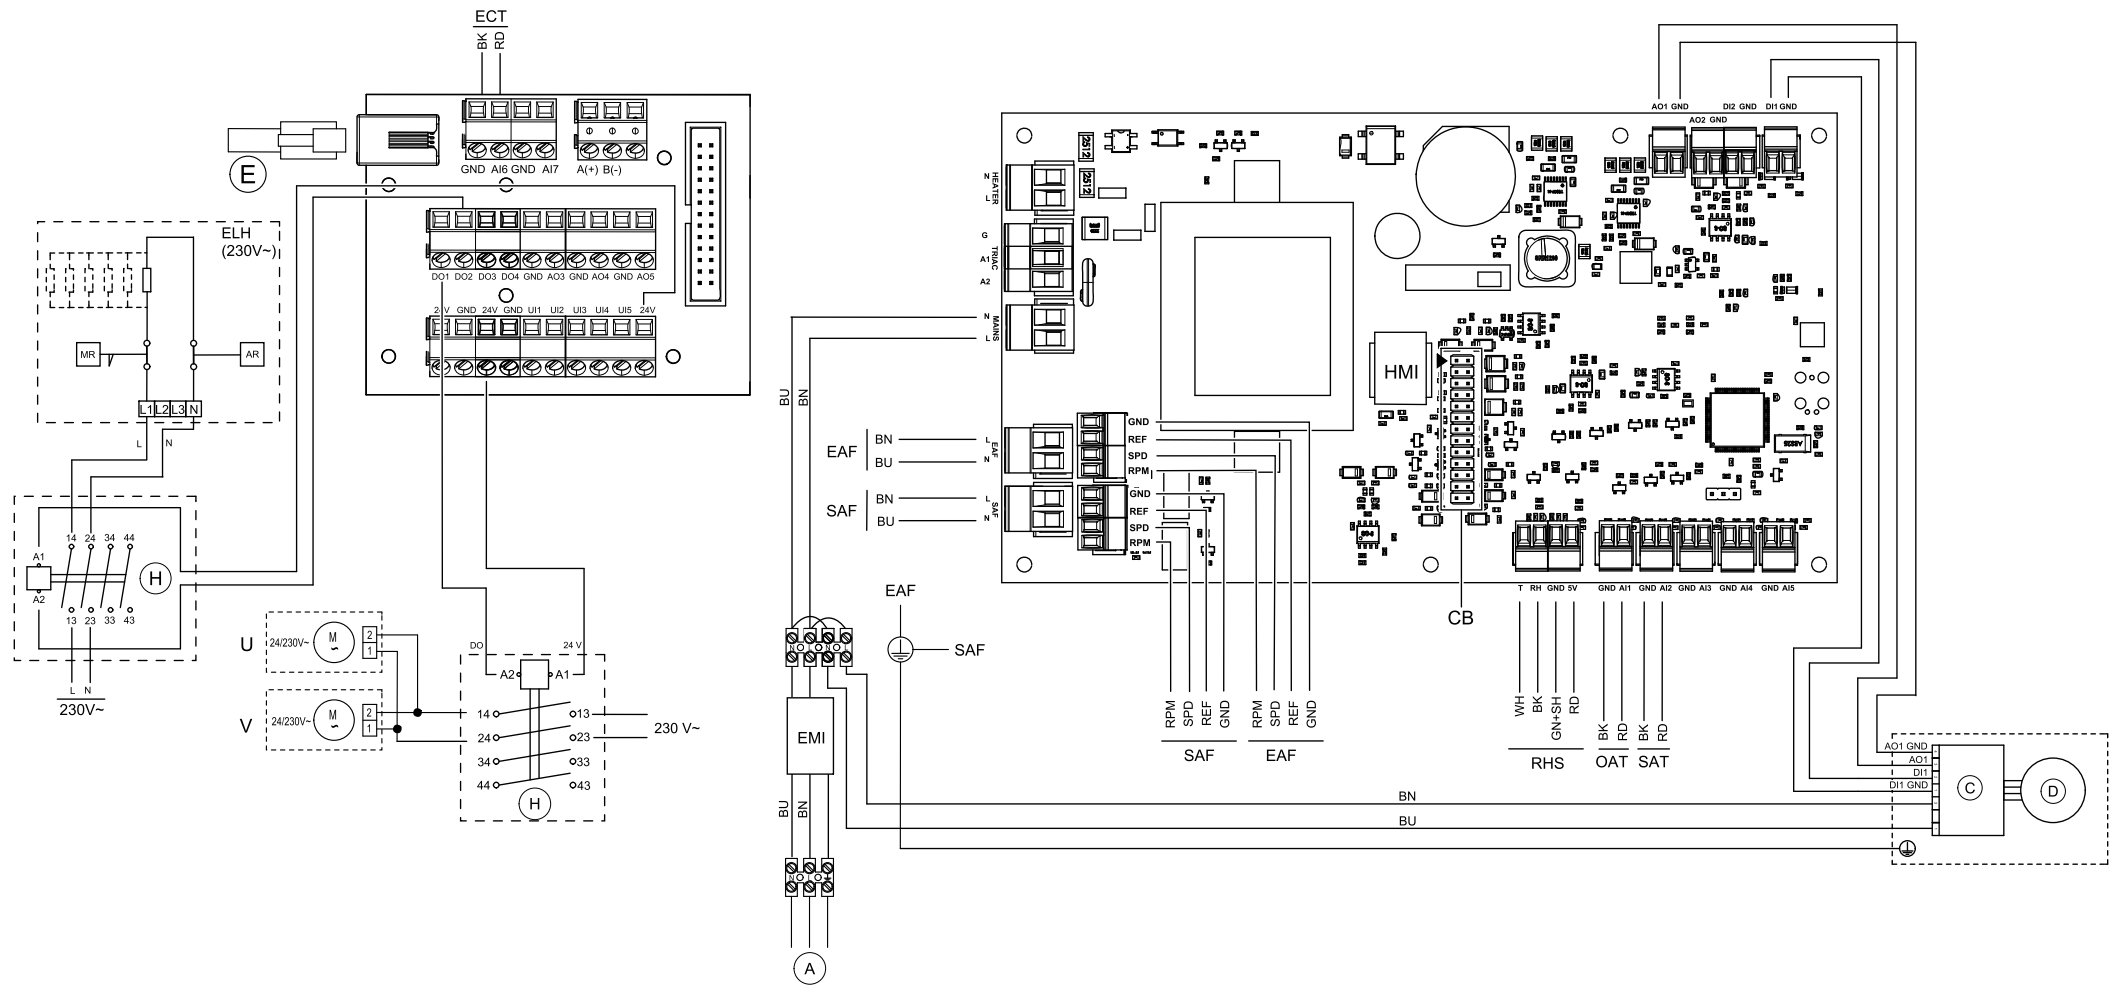 ECT
BK
RD
GND AI6 GND AI7
A(+) B(-)
E
DO1 DO2 DO3 DO4 GND AO3 GND AO4 GND AO5
24V GND 24V GND UI1 UI2 UI3 UI4 UI5 24V
ELH
(230V~)
MR
AR
L1 L2 L3 N
L
N
A1
A2
14 24 34 44
13 23 33 43
H
L N
230V~
U
24/230V~
M
~
2
1
V
24/230V~
M
~
2
1
DO
24 V
A2
A1
14
13
24
23
34
33
44
43
230 V~
H
BU
BN
EMI
BU
BN
A
N
L
HEATER
G
A1
A2
TRIAC
N
L
MAINS
2512
2512
EAF
BN
BU
L
N
EAF
SAF
BN
BU
L
N
SAF
GND
REF
SPD
RPM
GND
REF
SPD
RPM
EAF
SAF
RPM
SPD
REF
GND
SAF
RPM
SPD
REF
GND
EAF
HMI
CB
AO1 GND
AO2 GND
DI2 GND
DI1 GND
T RH GND 5V
GND AI1
GND AI2
GND AI3
GND AI4
GND AI5
WH
BK
GN+SH
RD
RHS
BK
RD
OAT
BK
RD
SAT
BN
BU
AO1 GND
AO1
DI1
DI1 GND
C
D